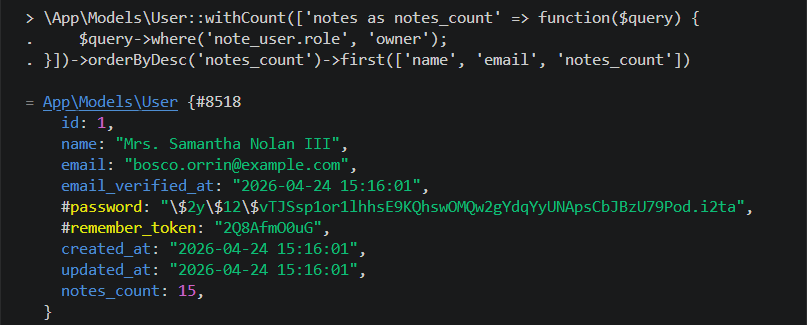 > \App\Models\User::withCount(['notes as notes_count' => function($query) {
.     $query->where('note_user.role', 'owner');
. }])->orderByDesc('notes_count')->first(['name', 'email', 'notes_count'])
= App\Models\User {#8518
    id: 1,
    name: "Mrs. Samantha Nolan III",
    email: "bosco.orrin@example.com",
    email_verified_at: "2026-04-24 15:16:01",
    #password: "\$2y\$12\$vTJSsp1or1lhhsE9KQhswOMQw2gYdqYyUNApsCbJBzU79Pod.i2ta",
    #remember_token: "2Q8AfmO0uG",
    created_at: "2026-04-24 15:16:01",
    updated_at: "2026-04-24 15:16:01",
    notes_count: 15,
  }